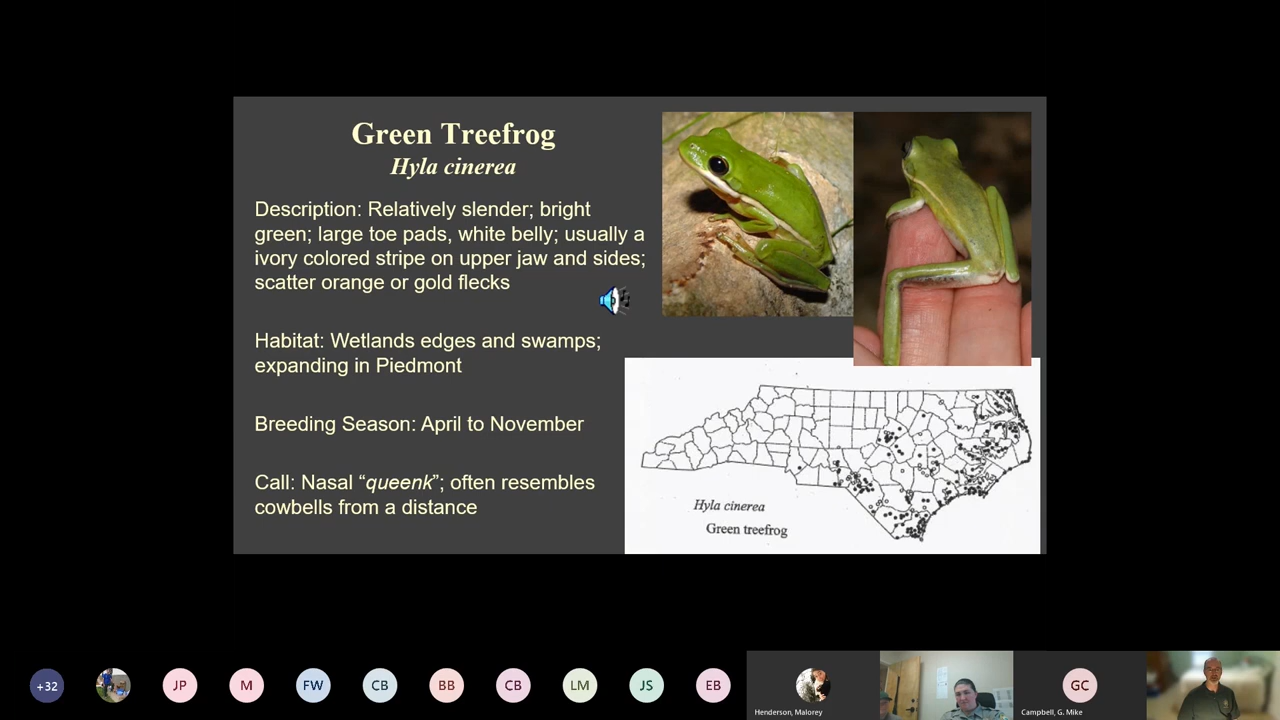 Green Treefrog
Hyla cinerea
Description: Relatively slender; bright
green; large toe pads, white belly; usually a
ivory colored stripe on upper jaw and sides;
scatter orange or gold flecks
Habitat: Wetlands edges and swamps;
expanding in Piedmont
Breeding Season: April to November
Call: Nasal “queenk”; often resembles
cowbells from a distance
Hyla cinerea
Green treefrog
+32
JP
M
FW
CB
BB
CB
LM
JS
EB
Henderson, Malorey
GC
Campbell, G. Mike